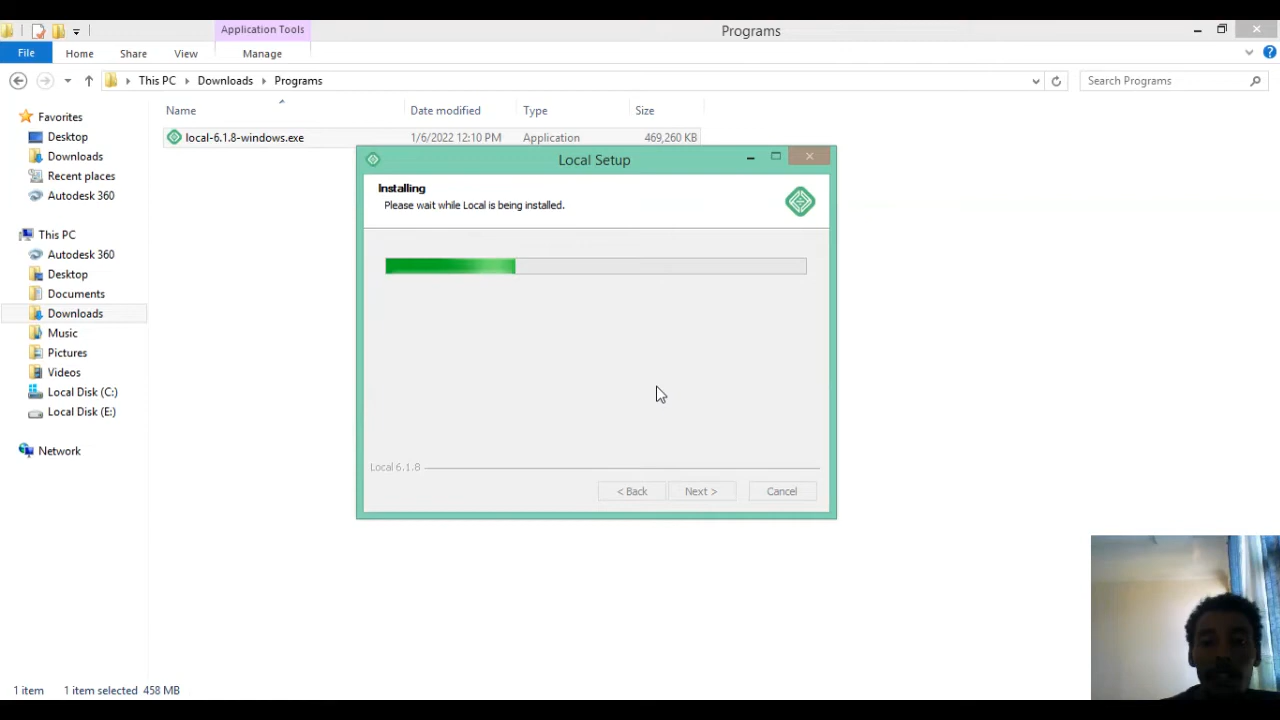 Application Tools
Programs
File
Home
Share
View
Manage
This PC
Downloads
Programs
Search Programs
Name
Date modified
Type
Size
local-6.1.8-windows.exe
1/6/2022 12:10 PM
Application
469,260 KB
Favorites
Desktop
Downloads
Recent places
Autodesk 360
This PC
Autodesk 360
Desktop
Documents
Downloads
Music
Pictures
Videos
Local Disk (C:)
Local Disk (E:)
Network
Local Setup
Installing
Please wait while Local is being installed.
Local 6.1.8
< Back
Next >
Cancel
1 item
1 item selected 458 MB